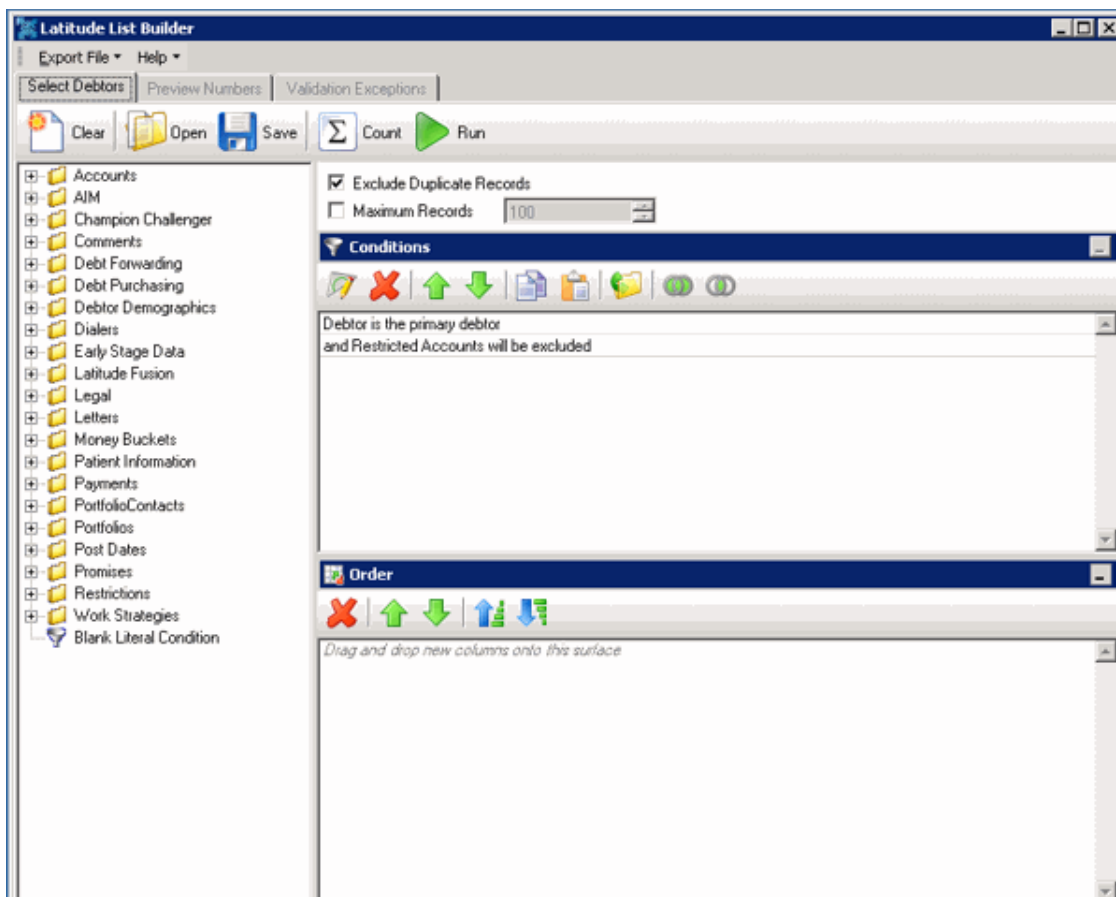 Latitude List Builder
Export File Help
Select Debtors Preview Numbers Validation Exceptions
Clear Open Save Σ Count Run
Accounts
AIM
Champion Challenger
Comments
Debt Forwarding
Debt Purchasing
Debtor Demographics
Dialers
Early Stage Data
Latitude Fusion
Legal
Letters
Money Buckets
Patient Information
Payments
PortfolioContacts
Portfolios
Post Dates
Promises
Restrictions
Work Strategies
Blank Literal Condition
Exclude Duplicate Records
Maximum Records 100
Conditions
Debtor is the primary debtor
and Restricted Accounts will be excluded
Order
Drag and drop new columns onto this surface